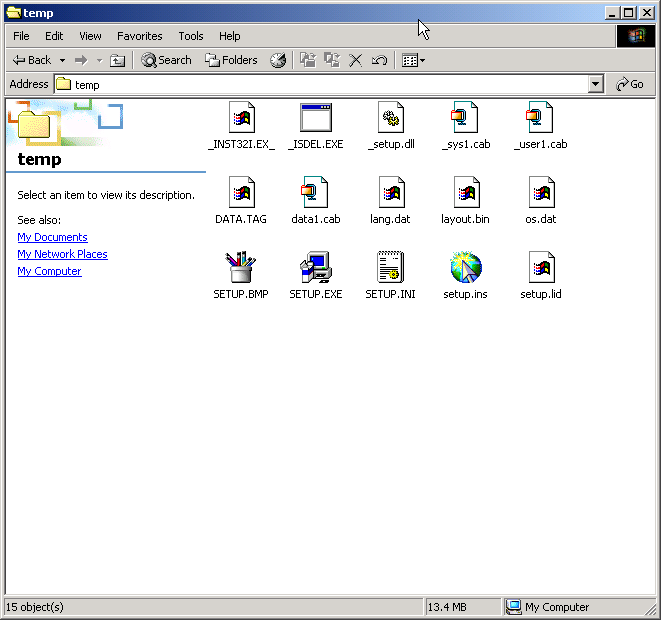 temp
File Edit View Favorites Tools Help
Back Search Folders
Address temp Go
temp
Select an item to view its description.
See also:
My Documents
My Network Places
My Computer
_INST32I.EX_ _ISDEL.EXE _setup.dll _sys1.cab _user1.cab
DATA.TAG data1.cab lang.dat layout.bin os.dat
SETUP.BMP SETUP.EXE SETUP.INI setup.ins setup.lid
15 object(s) 13.4 MB My Computer